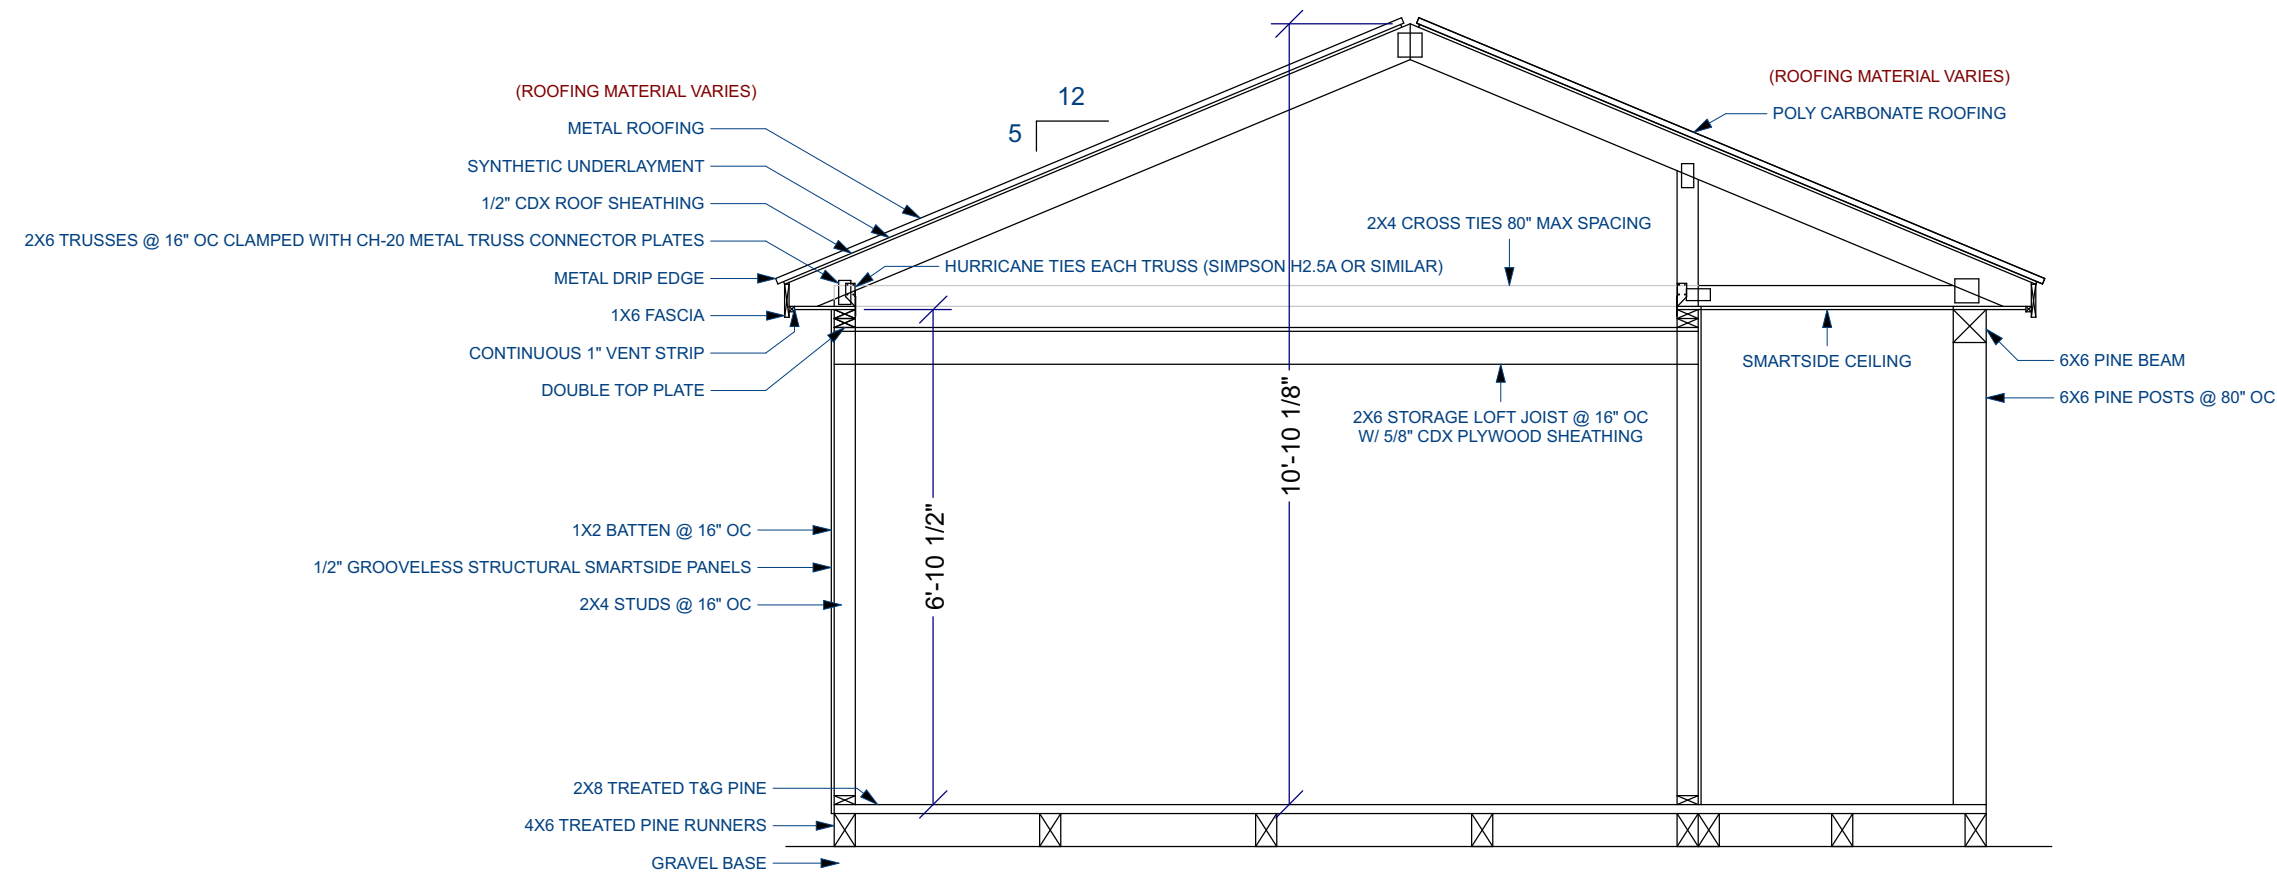 (ROOFING MATERIAL VARIES)
METAL ROOFING
SYNTHETIC UNDERLAYMENT
1/2" CDX ROOF SHEATHING
2X6 TRUSSES @ 16" OC CLAMPED WITH CH-20 METAL TRUSS CONNECTOR PLATES
METAL DRIP EDGE
1X6 FASCIA
CONTINUOUS 1" VENT STRIP
DOUBLE TOP PLATE
1X2 BATTEN @ 16" OC
1/2" GROOVELESS STRUCTURAL SMARTSIDE PANELS
2X4 STUDS @ 16" OC
2X8 TREATED T&G PINE
4X6 TREATED PINE RUNNERS
GRAVEL BASE
12
5
HURRICANE TIES EACH TRUSS (SIMPSON H2.5A OR SIMILAR)
6'-10 1/2"
10'-10 1/8"
2X4 CROSS TIES 80" MAX SPACING
2X6 STORAGE LOFT JOIST @ 16" OC
W/ 5/8" CDX PLYWOOD SHEATHING
(ROOFING MATERIAL VARIES)
POLY CARBONATE ROOFING
SMARTSIDE CEILING
6X6 PINE BEAM
6X6 PINE POSTS @ 80" OC